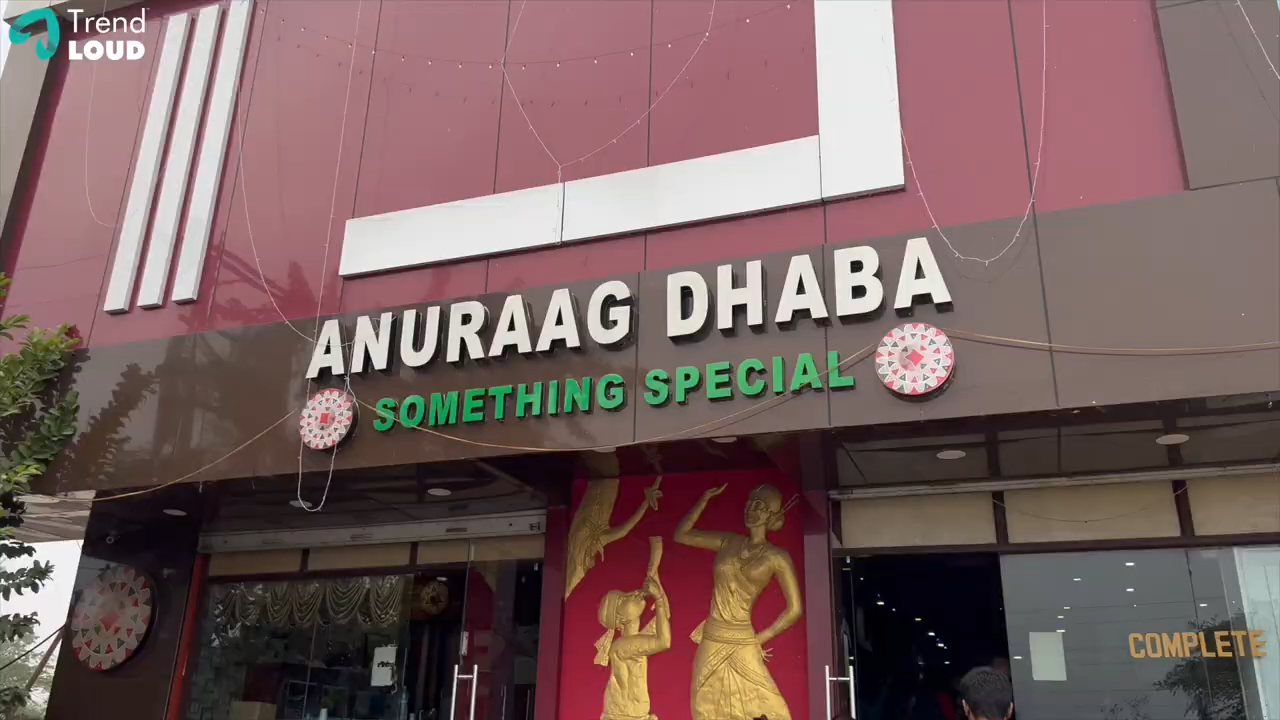 Trend
LOUD
ANURAAG DHABA
SOMETHING SPECIAL
COMPLETE